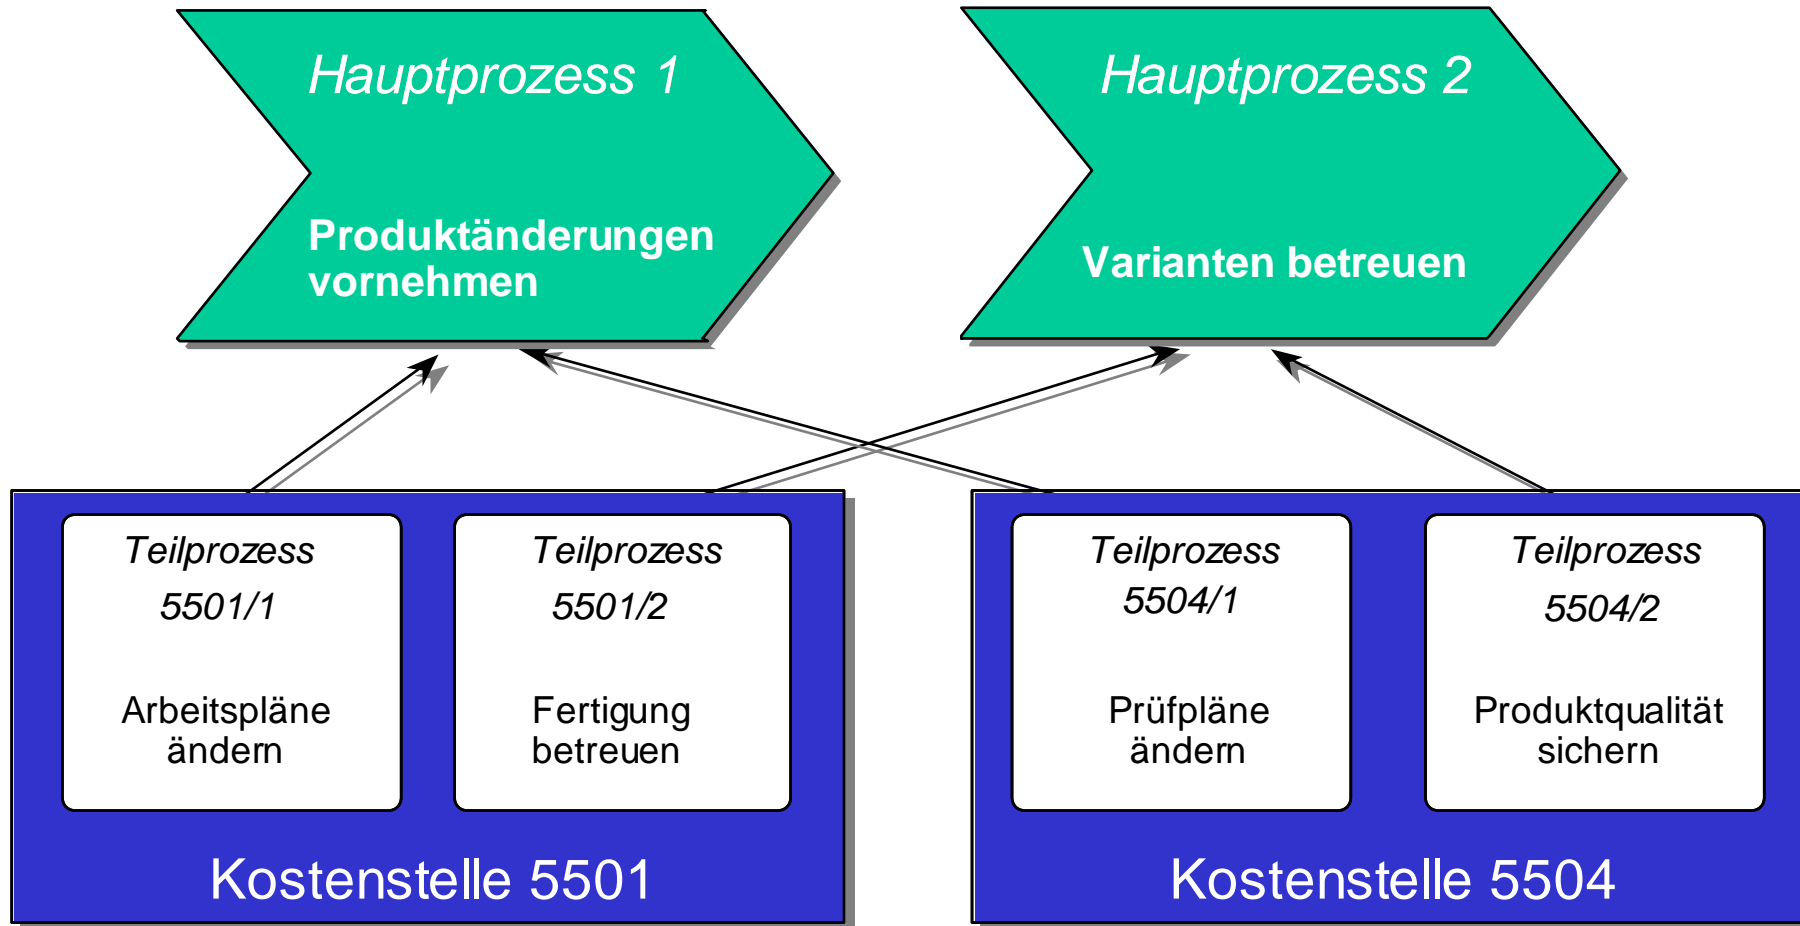 Hauptprozess 1
Produktänderungen
vornehmen
Hauptprozess 2
Varianten betreuen
Teilprozess
5501/1
Arbeitspläne
ändern
Teilprozess
5501/2
Fertigung
betreuen
Kostenstelle 5501
Teilprozess
5504/1
Prüfpläne
ändern
Teilprozess
5504/2
Produktqualität
sichern
Kostenstelle 5504